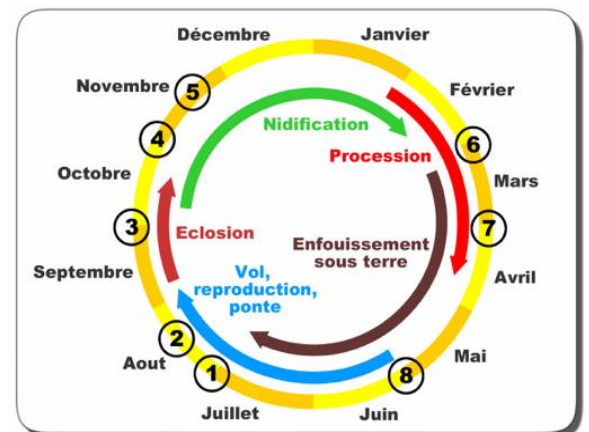 Décembre
Janvier
Novembre
5
Février
Nidification
4
6
Procession
Octobre
Mars
3
Eclosion
7
Enfouissement
sous terre
Septembre
Vol,
reproduction,
ponte
Avril
2
Aout
Mai
1
8
Juillet
Juin